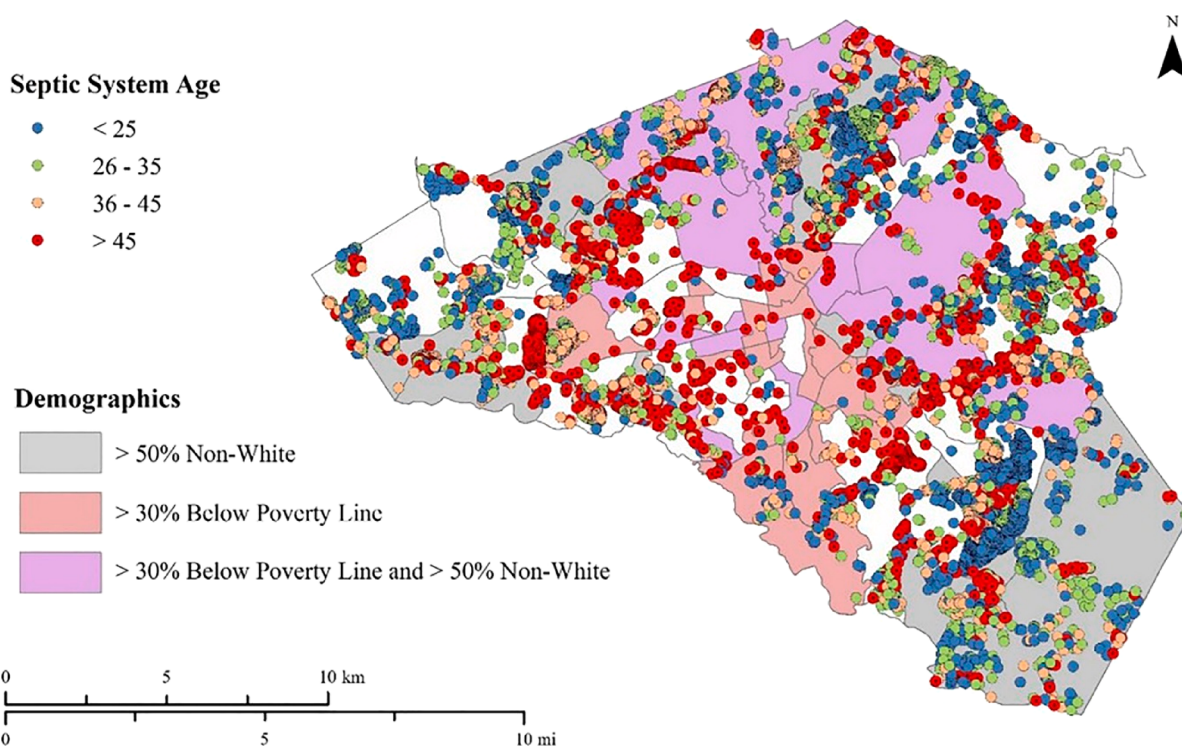 N
Septic System Age
< 25
26 - 35
36 - 45
> 45
Demographics
> 50% Non-White
> 30% Below Poverty Line
> 30% Below Poverty Line and > 50% Non-White
0 5 10 km
0 5 10 mi